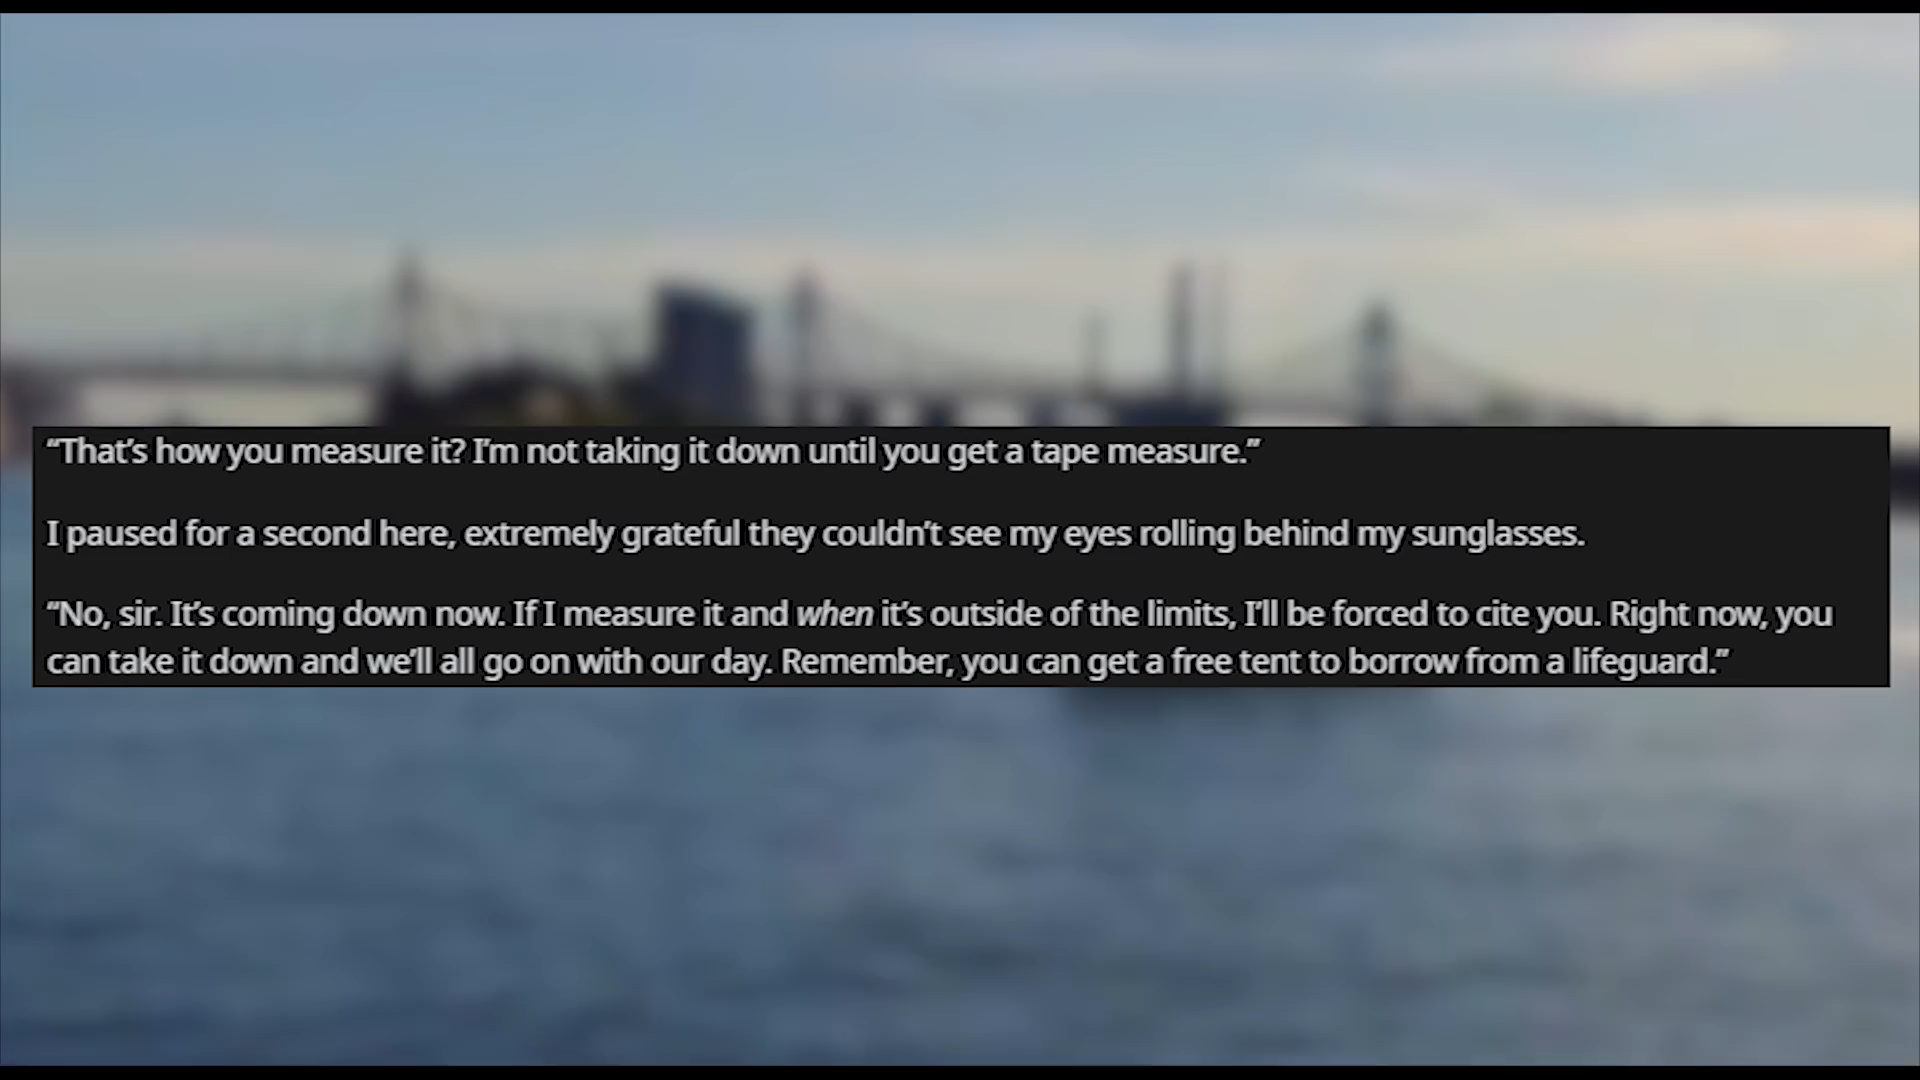 “That’s how you measure it? I’m not taking it down until you get a tape measure.”
I paused for a second here, extremely grateful they couldn’t see my eyes rolling behind my sunglasses.
“No, sir. It’s coming down now. If I measure it and when it’s outside of the limits, I’ll be forced to cite you. Right now, you
can take it down and we’ll all go on with our day. Remember, you can get a free tent to borrow from a lifeguard.”